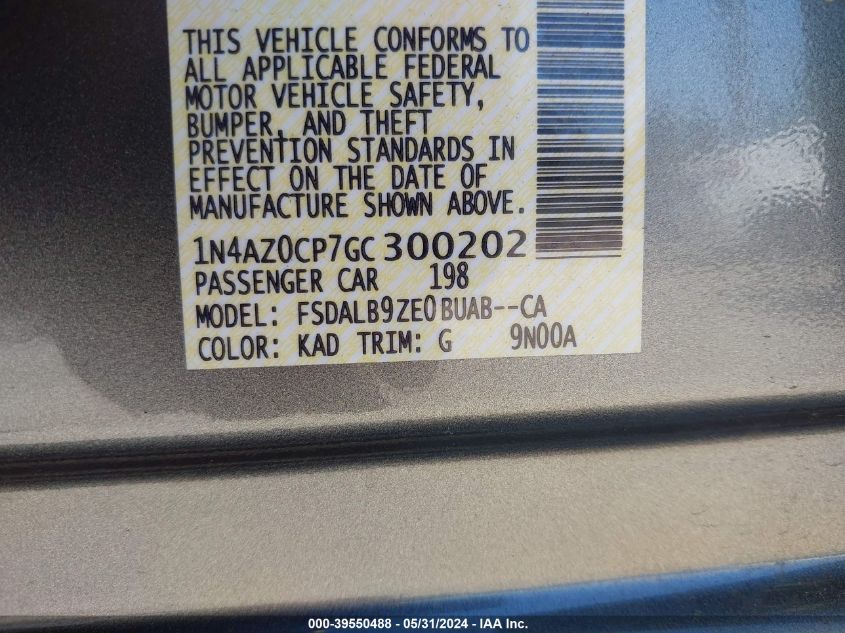 THIS VEHICLE CONFORMS TO
ALL APPLICABLE FEDERAL
MOTOR VEHICLE SAFETY,
BUMPER, AND THEFT
PREVENTION STANDARDS IN
EFFECT ON THE DATE OF
MANUFACTURE SHOWN ABOVE.
1N4AZ0CP7GC300202
PASSENGER CAR 198
MODEL: FSDALB9ZE0BUAB--CA
COLOR: KAD TRIM: G 9N00A
000-39550488 - 05/31/2024 - IAA Inc.